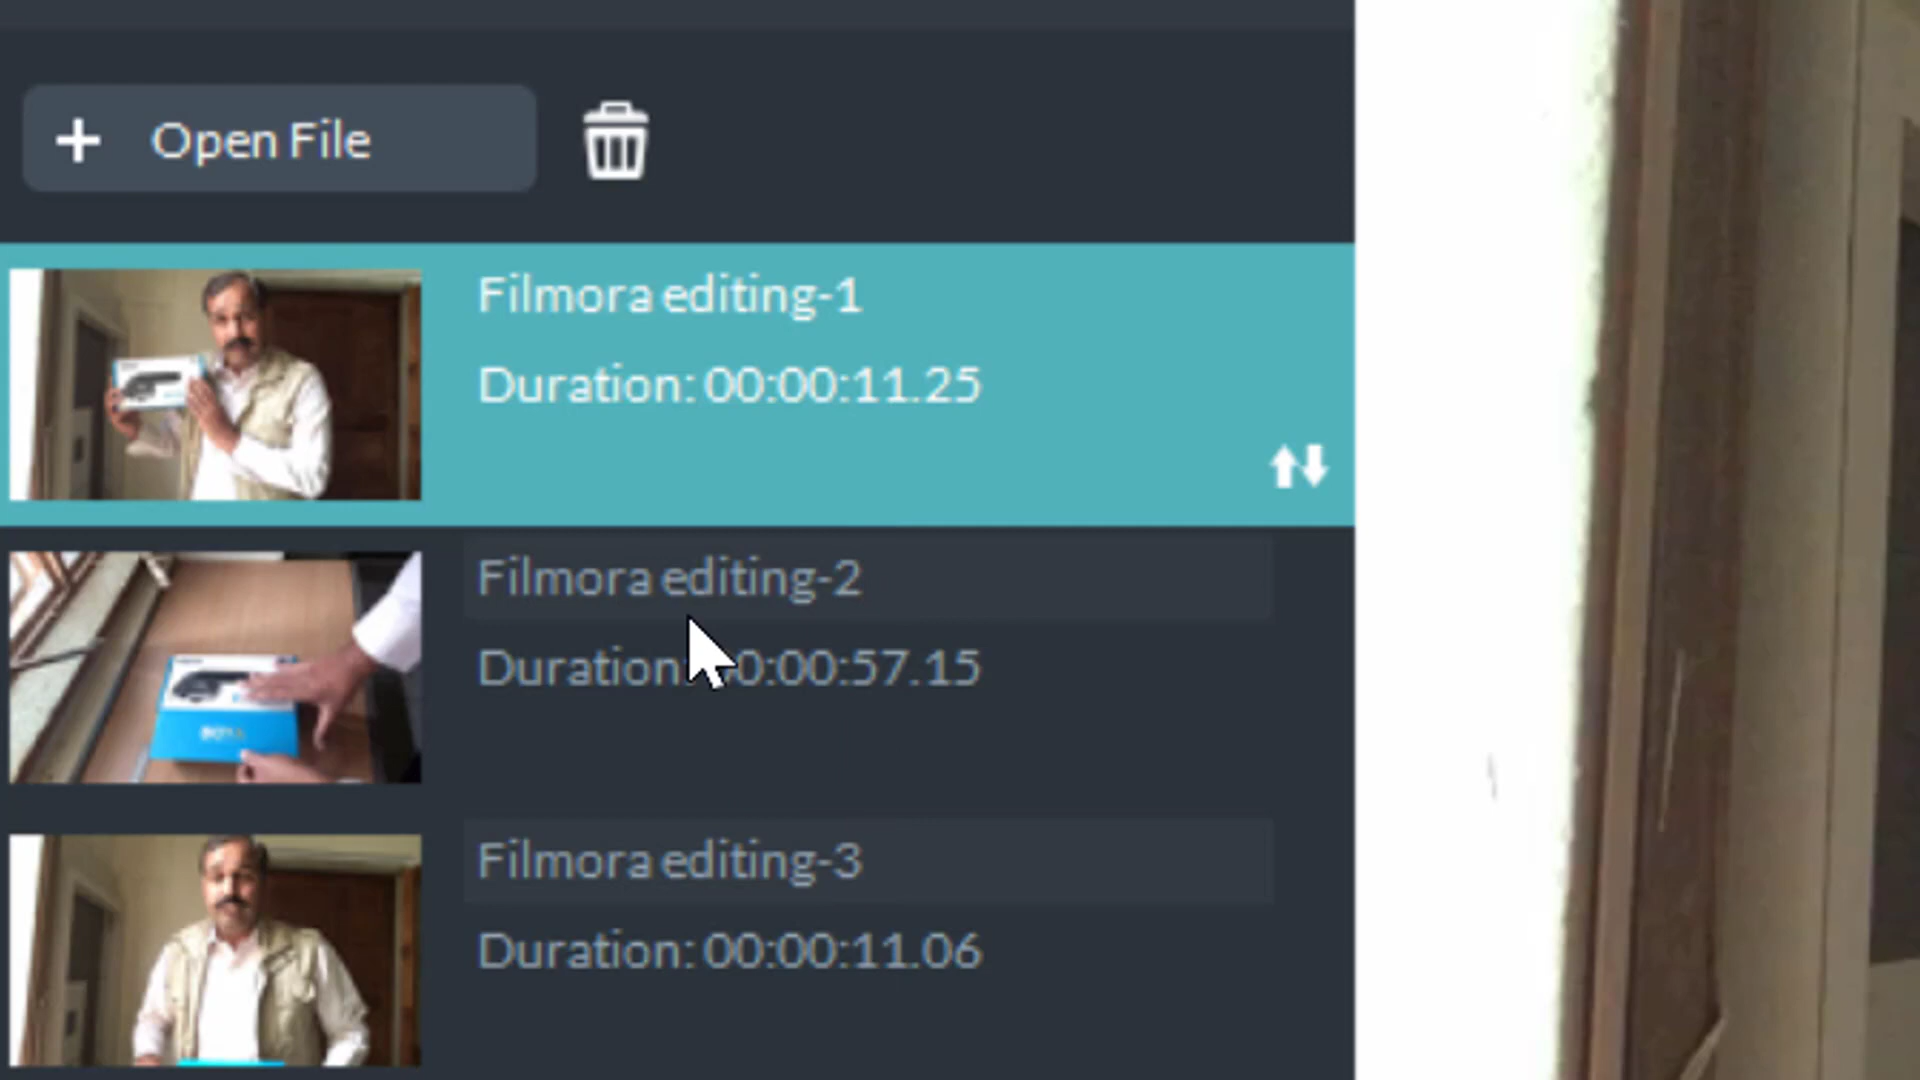 Open File
Filmora editing-1
Duration: 00:00:11.25
Filmora editing-2
Duration: 0:00:57.15
Filmora editing-3
Duration: 00:00:11.06